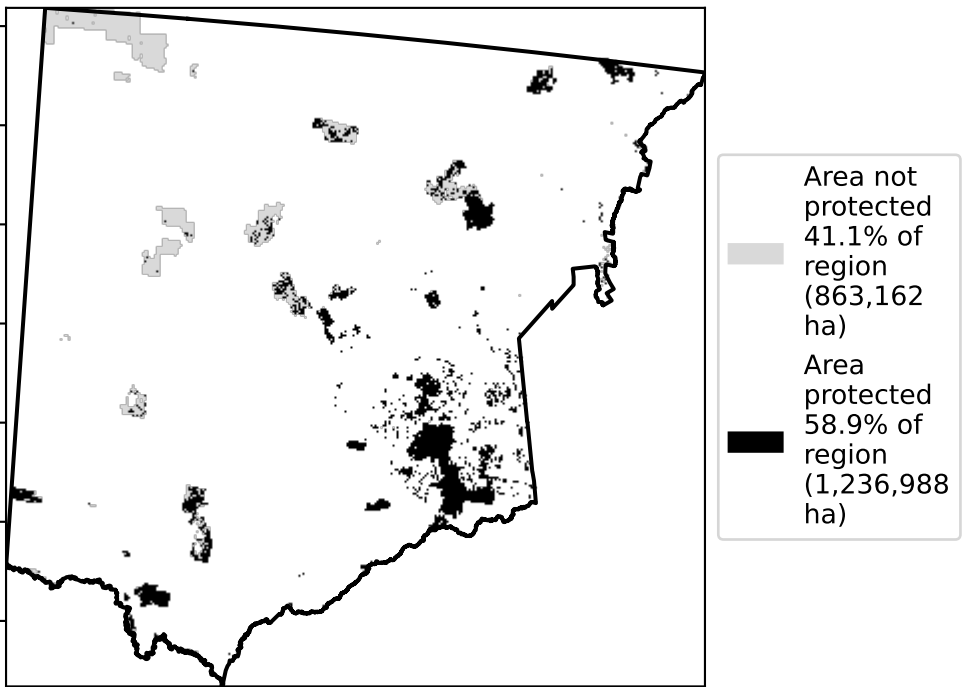 Area not
protected
41.1% of
region
(863,162
ha)
Area
protected
58.9% of
region
(1,236,988
ha)